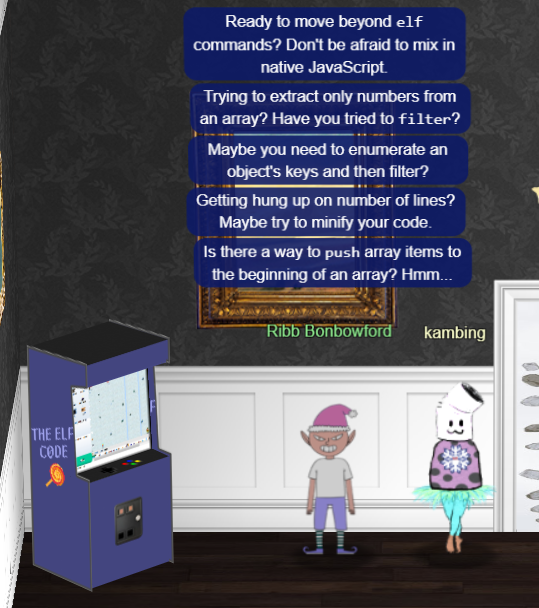 Ready to move beyond elf
commands? Don't be afraid to mix in
native JavaScript.
Trying to extract only numbers from
an array? Have you tried to filter?
Maybe you need to enumerate an
object's keys and then filter?
Getting hung up on number of lines?
Maybe try to minify your code.
Is there a way to push array items to
the beginning of an array? Hmm...
Ribb Bonbowford
kambing
THE ELF
CODE
F